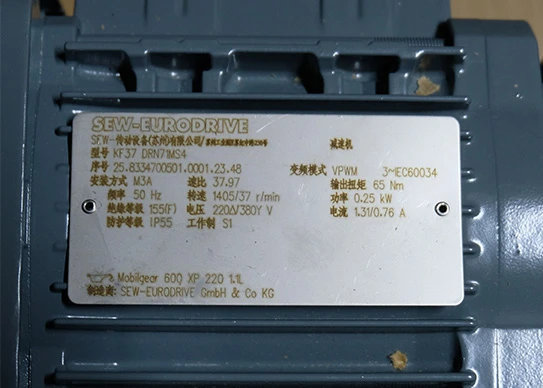 SEW-EURODRIVE
SEW-传动设备(苏州)有限公司/ 减速机
型号 KF37 DRN71MS4
序号 25.8334700501.0001.23.48 变频模式 VPWM 3~IEC60034
安装方式 M3A 速比 37.97 输出扭矩 65 Nm
频率 50 Hz 转速 1405/37 r/min 功率 0.25 kW
绝缘等级 155(F) 电压 220Δ/380Y V 电流 1.31/0.76 A
防护等级 IP55 工作制 S1
Mobilgear 600 XP 220 1.1L
制造商: SEW-EURODRIVE GmbH & Co KG